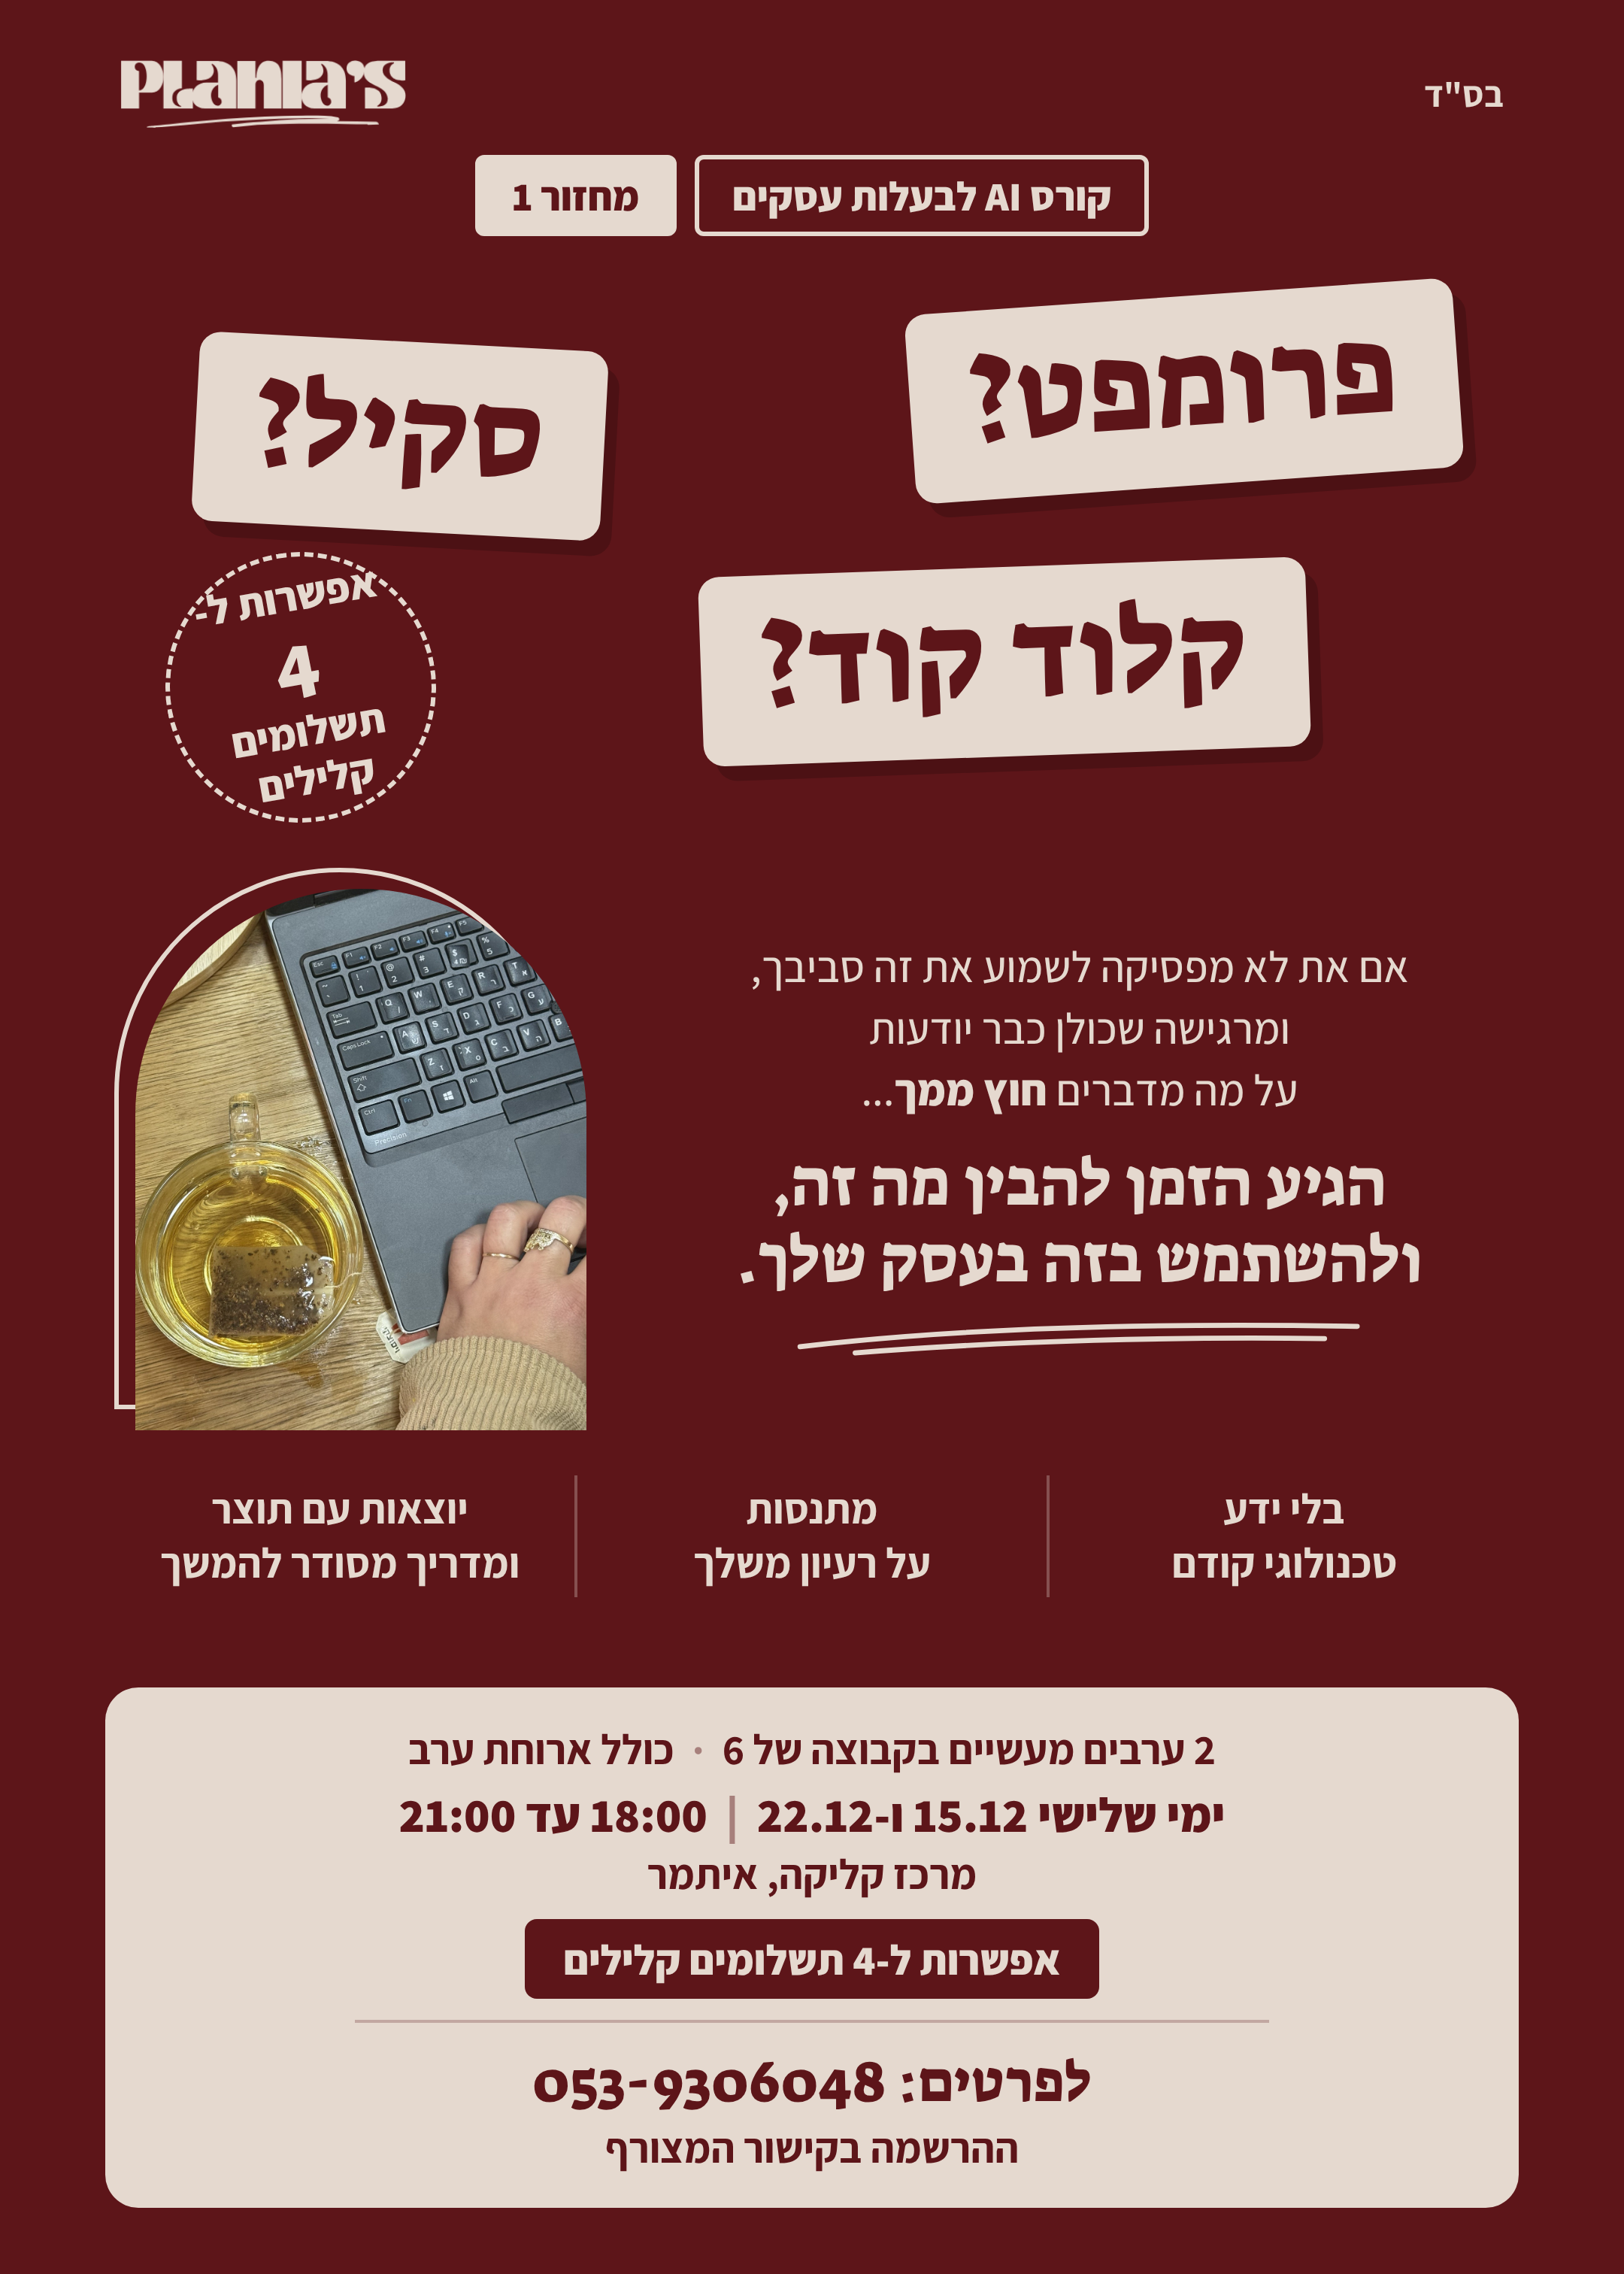 בס"ד
PLANIA'S
קורס AI לבעלות עסקים
מחזור 1
פרומפט?
סקיל?
קלוד קוד?
אפשרות ל-
4
תשלומים
קלילים
אם את לא מפסיקה לשמוע את זה סביבך,
ומרגישה שכולן כבר יודעות
על מה מדברים חוץ ממך...
הגיע הזמן להבין מה זה,
ולהשתמש בזה בעסק שלך.
בלי ידע
טכנולוגי קודם
מתנסות
על רעיון משלך
יוצאות עם תוצר
ומדריך מסודר להמשך
2 ערבים מעשיים בקבוצה של 6 • כולל ארוחת ערב
ימי שלישי 15.12 ו-22.12 | 18:00 עד 21:00
מרכז קליקה, איתמר
אפשרות ל-4 תשלומים קלילים
לפרטים: 053-9306048
ההרשמה בקישור המצורף